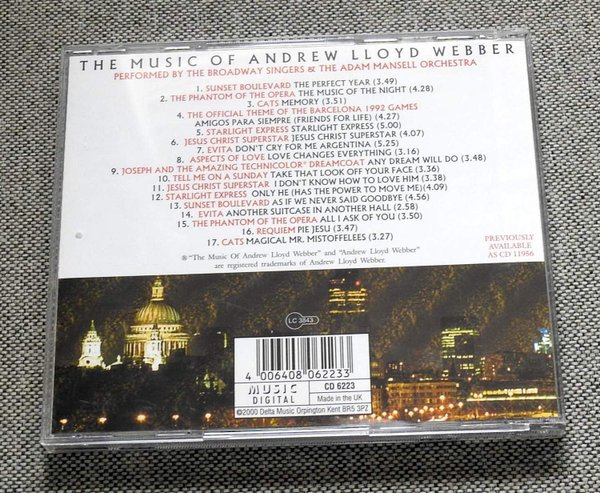 THE MUSIC OF ANDREW LLOYD WEBBER
PERFORMED BY THE BROADWAY SINGERS & THE ADAM MANSELL ORCHESTRA
1. SUNSET BOULEVARD THE PERFECT YEAR (3.49)
2. THE PHANTOM OF THE OPERA THE MUSIC OF THE NIGHT (4.28)
3. CATS MEMORY (3.51)
4. THE OFFICIAL THEME OF THE BARCELONA 1992 GAMES
AMIGOS PARA SIEMPRE (FRIENDS FOR LIFE) (4.27)
5. STARLIGHT EXPRESS STARLIGHT EXPRESS (5.00)
6. JESUS CHRIST SUPERSTAR JESUS CHRIST SUPERSTAR (4.07)
7. EVITA DON'T CRY FOR ME ARGENTINA (5.25)
8. ASPECTS OF LOVE LOVE CHANGES EVERYTHING (3.16)
9. JOSEPH AND THE AMAZING TECHNICOLOR® DREAMCOAT ANY DREAM WILL DO (3.48)
10. TELL ME ON A SUNDAY TAKE THAT LOOK OFF YOUR FACE (3.36)
11. JESUS CHRIST SUPERSTAR I DON'T KNOW HOW TO LOVE HIM (3.38)
12. STARLIGHT EXPRESS ONLY HE (HAS THE POWER TO MOVE ME)(4.09)
13. SUNSET BOULEVARD AS IF WE NEVER SAID GOODBYE (4.56)
14. EVITA ANOTHER SUITCASE IN ANOTHER HALL (2.58)
15. THE PHANTOM OF THE OPERA ALL I ASK OF YOU (3.50)
16. REQUIEM PIE JESU (3.47)
17. CATS MAGICAL MR. MISTOFFELEES (3.27)
PREVIOUSLY
AVAILABLE
AS CD 11956
® "The Music Of Andrew Lloyd Webber" and "Andrew Lloyd Webber"
are registered trademarks of Andrew Lloyd Webber.
LC 3843
4 006408 062233
MUSIC
DIGITAL
CD 6223
Made in the UK
©2000 Delta Music Orpington Kent BR5 3PZ